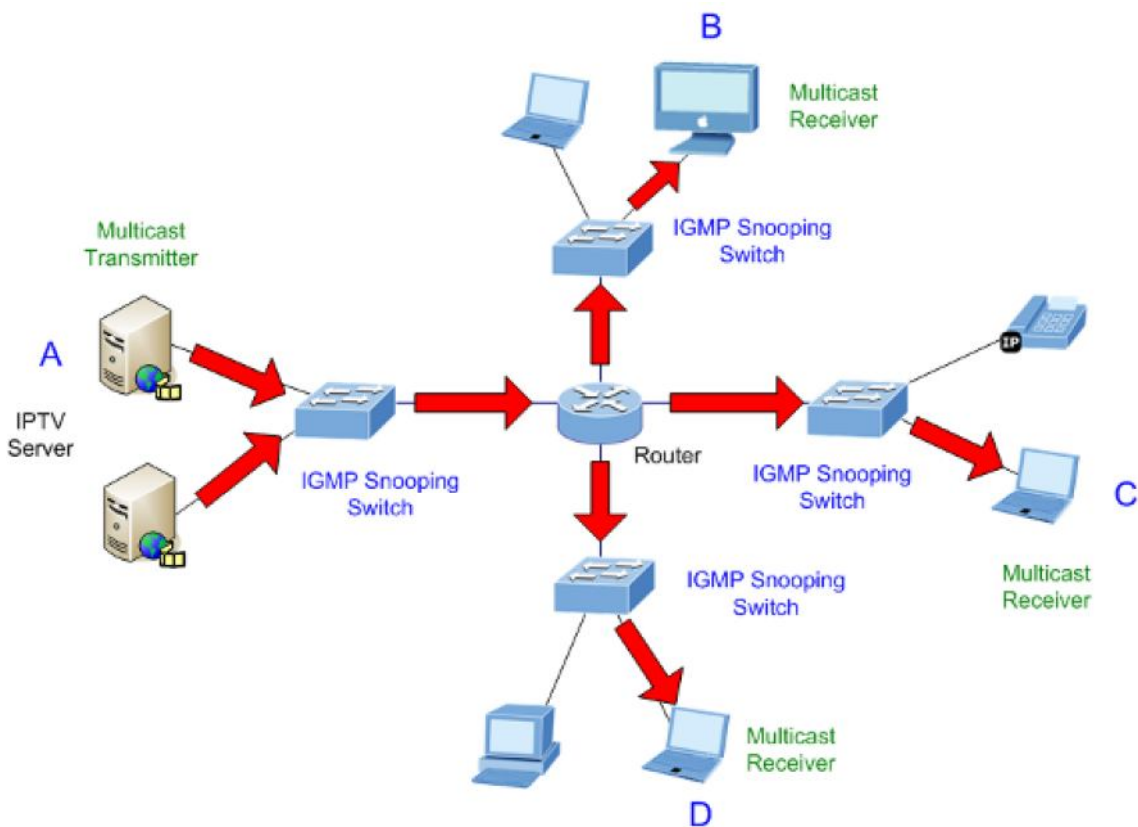 B
Multicast
Receiver
IGMP Snooping
Switch
Multicast
Transmitter
A
IPTV
Server
IGMP Snooping
Switch
Router
IP
IGMP Snooping
Switch
C
Multicast
Receiver
IGMP Snooping
Switch
Multicast
Receiver
D